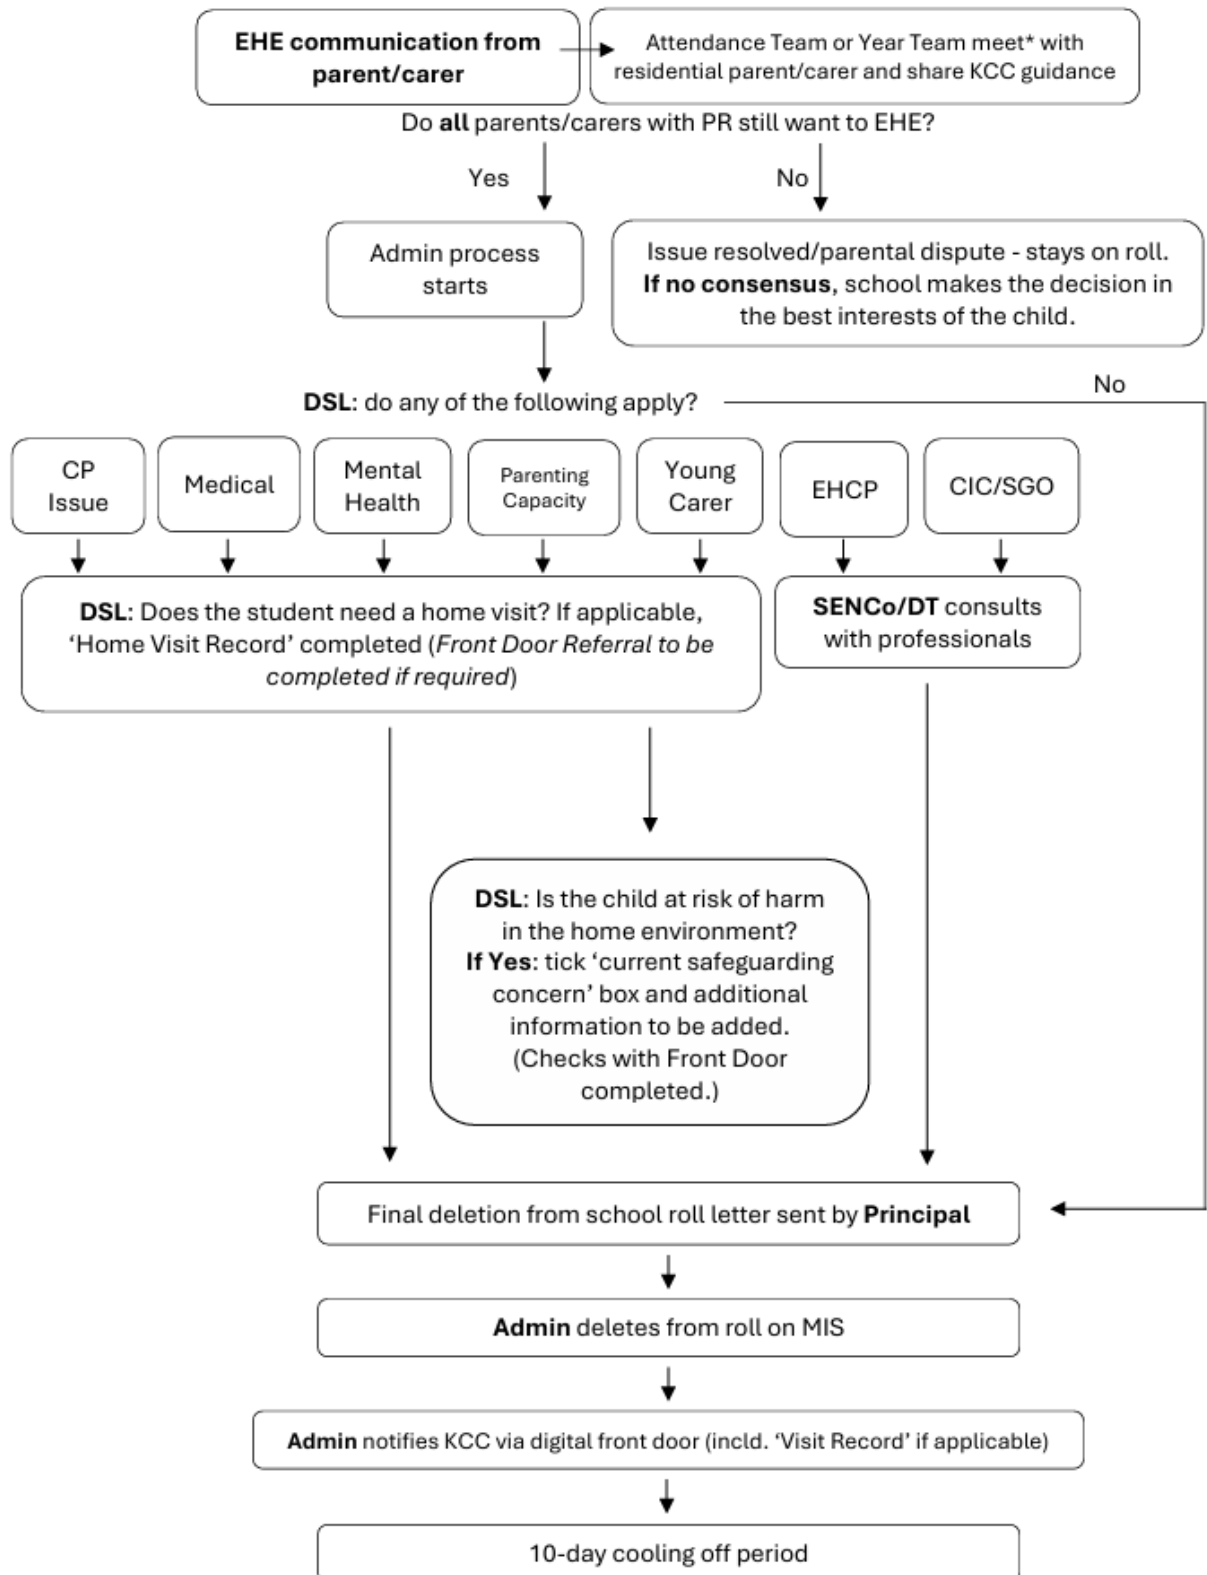 EHE communication from
parent/carer
Attendance Team or Year Team meet* with
residential parent/carer and share KCC guidance
Do all parents/carers with PR still want to EHE?
Yes
No
Admin process
starts
Issue resolved/parental dispute - stays on roll.
If no consensus, school makes the decision in
the best interests of the child.
No
DSL: do any of the following apply?
CP
Issue
Medical
Mental
Health
Parenting
Capacity
Young
Carer
EHCP
CIC/SGO
DSL: Does the student need a home visit? If applicable,
‘Home Visit Record’ completed (Front Door Referral to be
completed if required)
SENCo/DT consults
with professionals
DSL: Is the child at risk of harm
in the home environment?
If Yes: tick ‘current safeguarding
concern’ box and additional
information to be added.
(Checks with Front Door
completed.)
Final deletion from school roll letter sent by Principal
Admin deletes from roll on MIS
Admin notifies KCC via digital front door (incld. ‘Visit Record’ if applicable)
10-day cooling off period